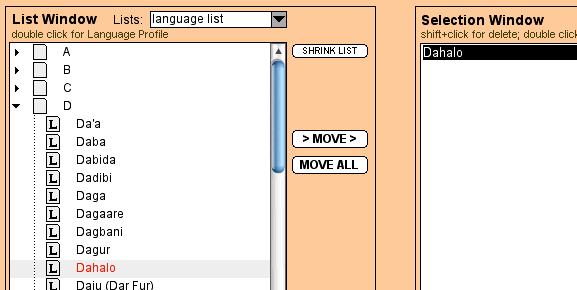 List Window Lists: language list
double click for Language Profile
A
B
C
D
L Da'a
L Daba
L Dabida
L Dadibi
L Daga
L Dagaare
L Dagbani
L Dagur
L Dahalo
L Daju (Dar Fur)
SHRINK LIST
> MOVE >
MOVE ALL
Selection Window
shift+click for delete; double click
Dahalo